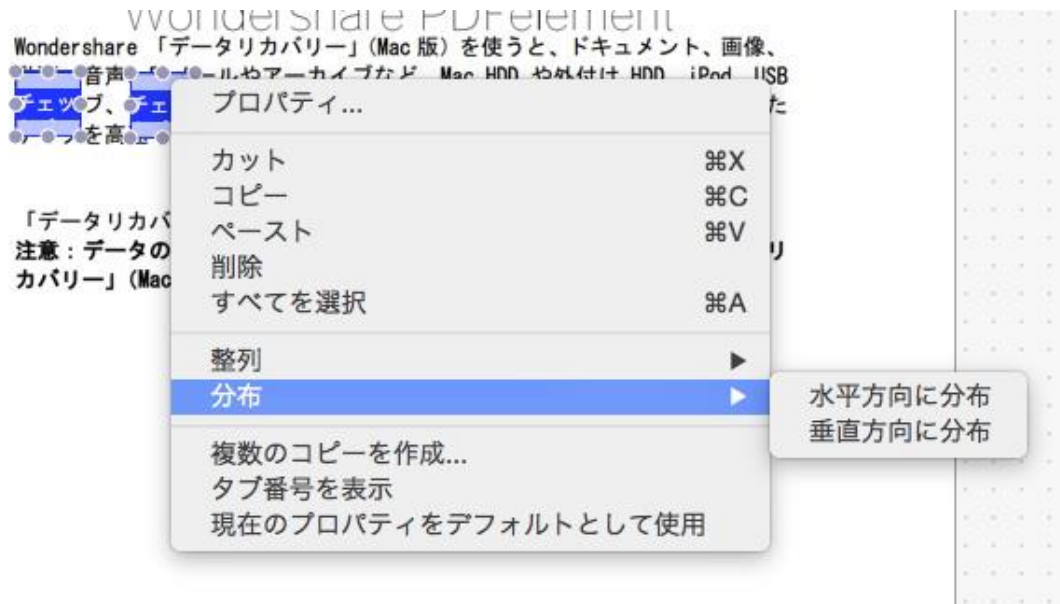 Wondershare PDFelement
Wondershare 「データリカバリー」(Mac 版) を使うと、ドキュメント、画像、
音声、 ールやアーカイブなど、Mac HDD や外付け HDD、iPod、USB
チェッ ブ、 チェ た
を高
プロパティ...
カット ⌘X
コピー ⌘C
ペースト ⌘V
削除
すべてを選択 ⌘A
整列 ▶
分布 ▶
水平方向に分布
垂直方向に分布
複数のコピーを作成...
タブ番号を表示
現在のプロパティをデフォルトとして使用
「データリカバ
注意：データの リ
カバリー」(Mac